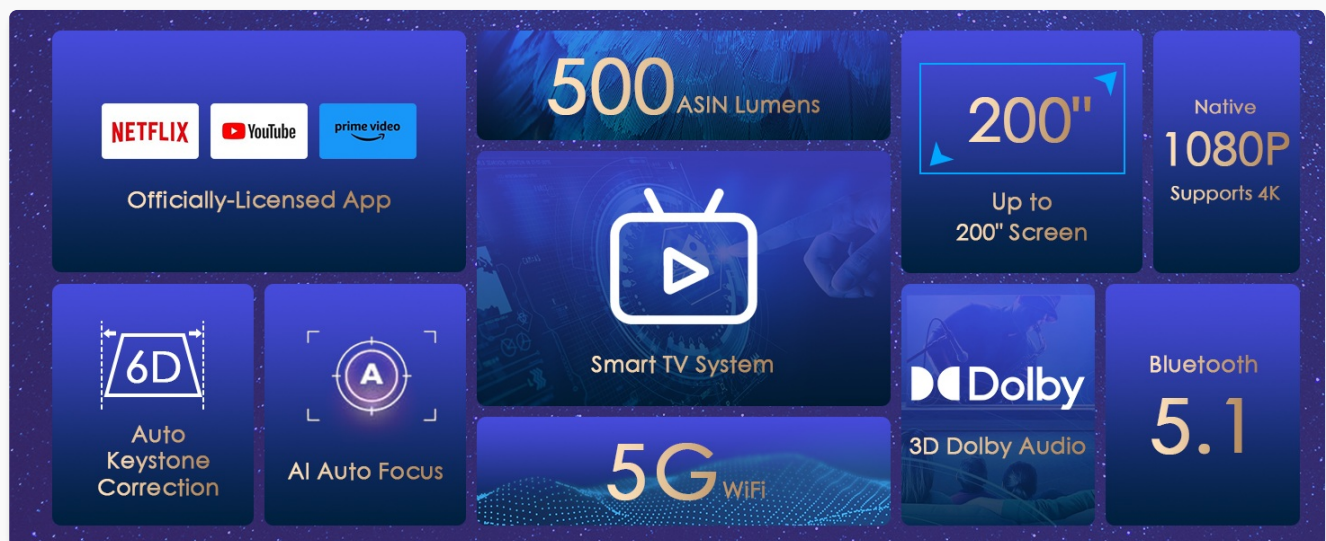 NETFLIX
YouTube
prime video
Officially-Licensed App
500 ASIN Lumens
200"
Up to
200" Screen
Native
1080P
Supports 4K
Smart TV System
6D
Auto
Keystone
Correction
A
AI Auto Focus
5G WiFi
Dolby
3D Dolby Audio
Bluetooth
5.1